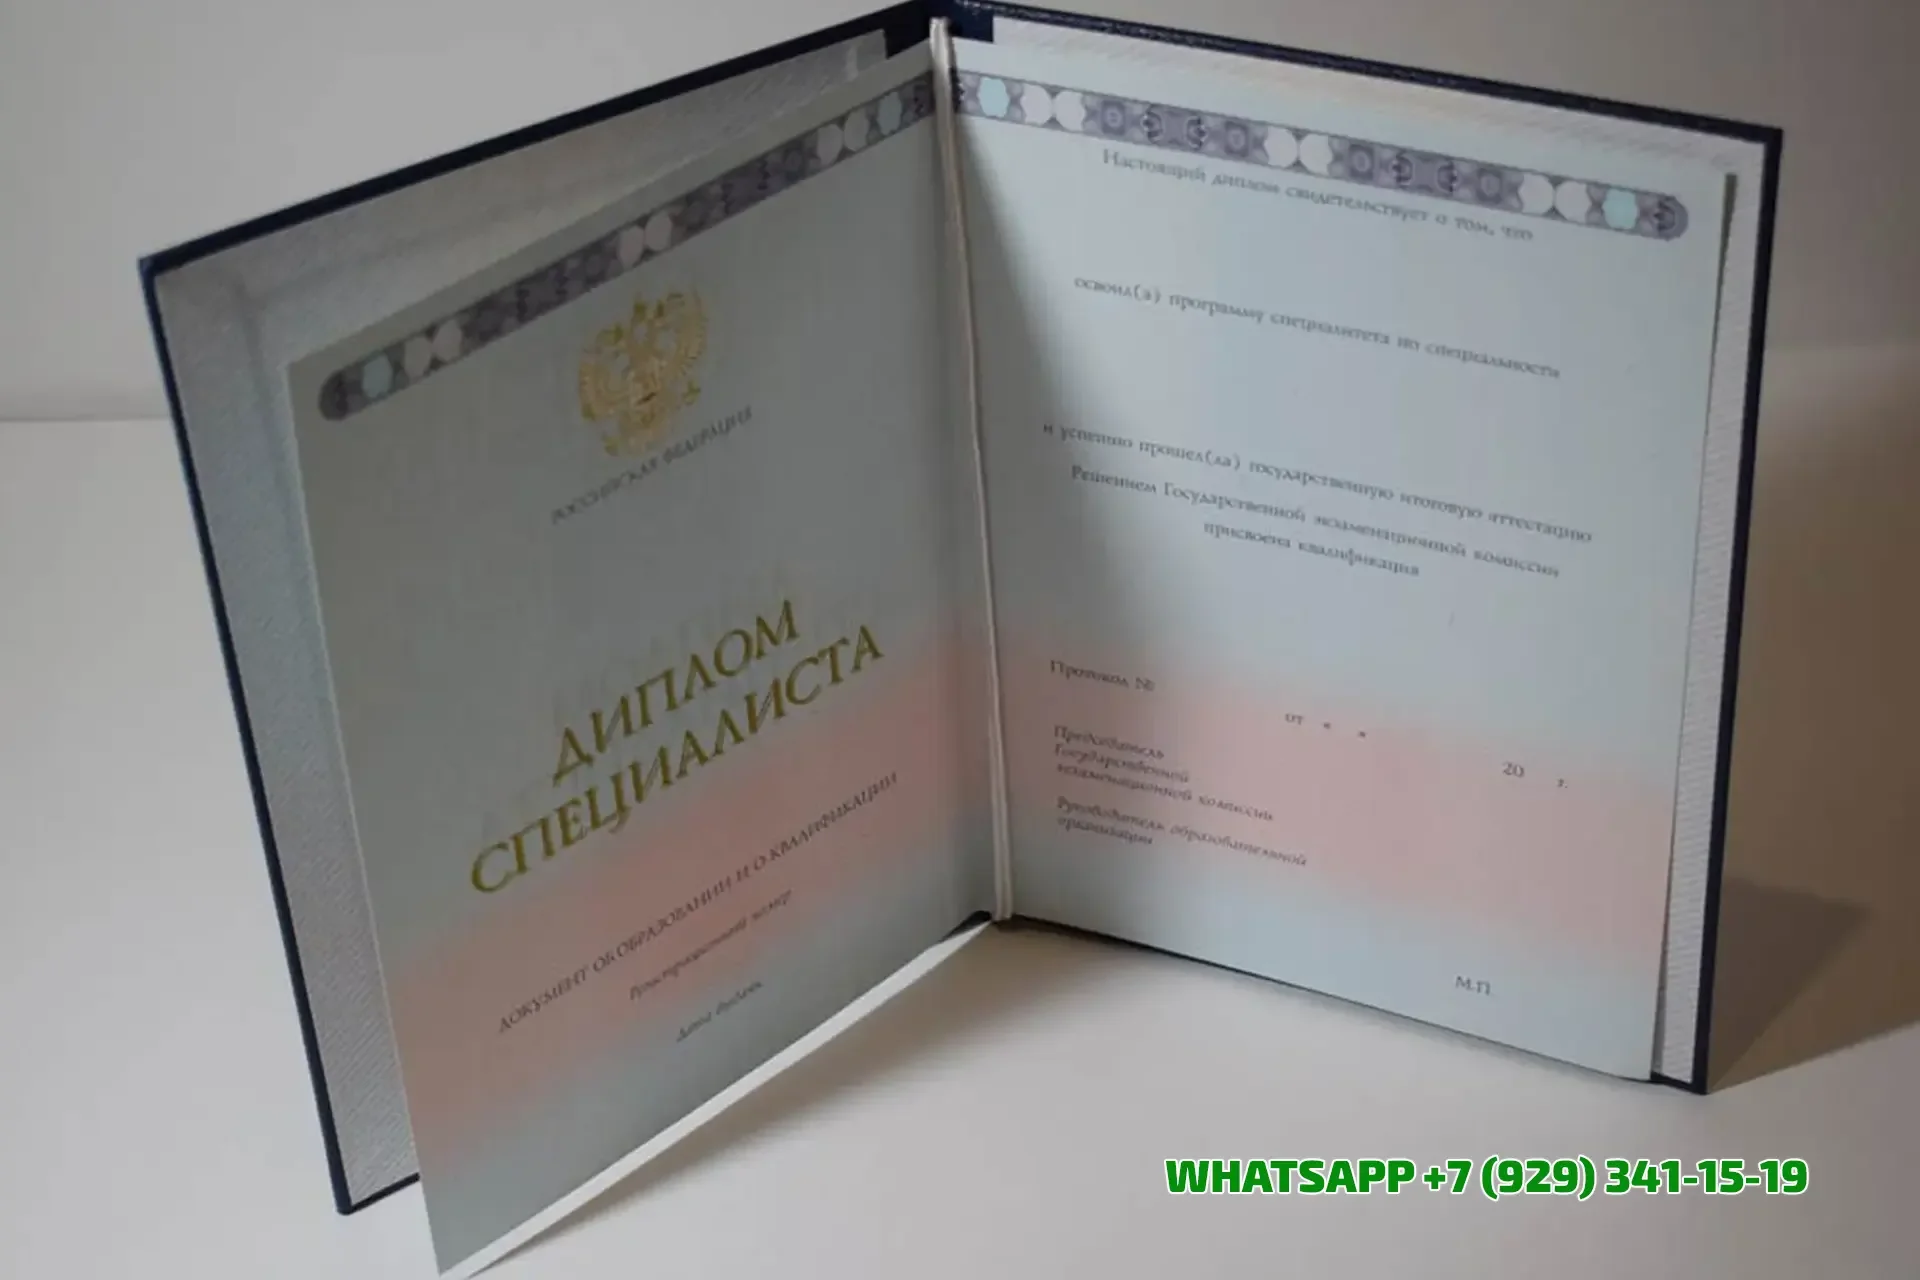 РОССИЙСКАЯ ФЕДЕРАЦИЯ
ДИПЛОМ
СПЕЦИАЛИСТА
ДОКУМЕНТ ОБ ОБРАЗОВАНИИ И О КВАЛИФИКАЦИИ
Регистрационный номер
Дата выдачи
Настоящий диплом свидетельствует о том, что
освоил(а) программу специалитета по специальности
и успешно прошел(ла) государственную итоговую аттестацию
Решением Государственной экзаменационной комиссии
присвоена квалификация
Протокол №
от « »
20 г.
Председатель
Государственной
экзаменационной комиссии
Руководитель образовательной
организации
М.П.
WHATSAPP +7 (929) 341-15-19